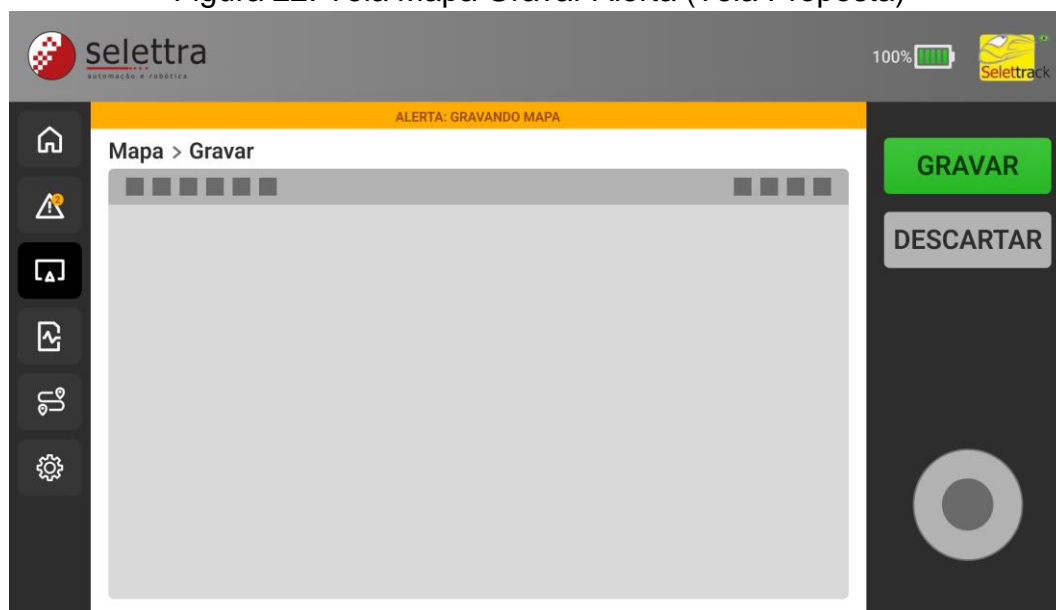 Figura 22: Tela Mapa Gravar Alerta (Tela Proposta)
selettra
automação e robótica
100%
Selettrack
ALERTA: GRAVANDO MAPA
Mapa > Gravar
2
GRAVAR
DESCARTAR